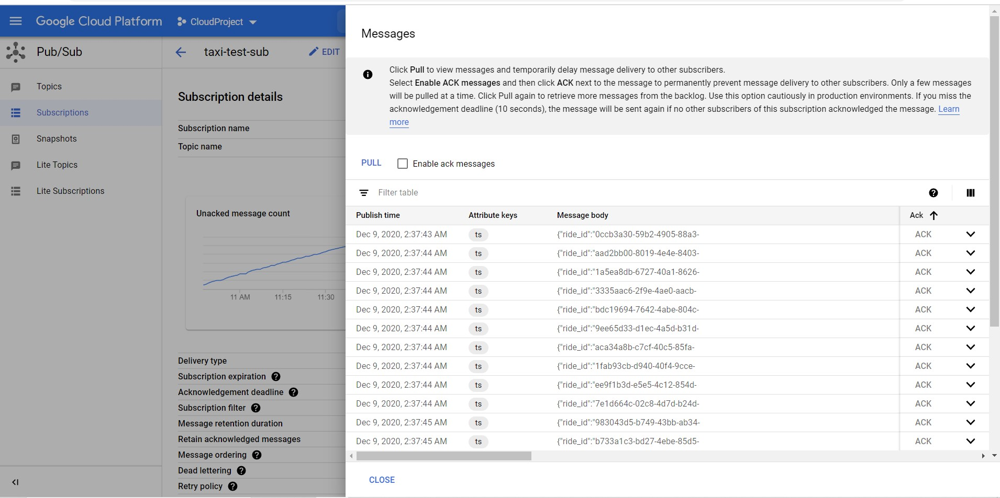 Google Cloud Platform CloudProject
Pub/Sub
Topics
Subscriptions
Snapshots
Lite Topics
Lite Subscriptions
taxi-test-sub EDIT
Subscription details
Subscription name
Topic name
Unacked message count
11 AM 11:15 11:30
Delivery type
Subscription expiration
Acknowledgement deadline
Subscription filter
Message retention duration
Retain acknowledged messages
Message ordering
Dead lettering
Retry policy
Messages
Click Pull to view messages and temporarily delay message delivery to other subscribers.
Select Enable ACK messages and then click ACK next to the message to permanently prevent message delivery to other subscribers. Only a few messages
will be pulled at a time. Click Pull again to retrieve more messages from the backlog. Use this option cautiously in production environments. If you miss the
acknowledgement deadline (10 seconds), the message will be sent again if no other subscribers of this subscription acknowledged the message. Learn
more
PULL Enable ack messages
Filter table
Publish time Attribute keys Message body Ack
Dec 9, 2020, 2:37:43 AM ts {"ride_id":"0ccb3a30-59b2-4905-88a3- ACK
Dec 9, 2020, 2:37:44 AM ts {"ride_id":"aad2bb00-8019-4e4e-8403- ACK
Dec 9, 2020, 2:37:44 AM ts {"ride_id":"1a5ea8db-6727-40a1-8626- ACK
Dec 9, 2020, 2:37:44 AM ts {"ride_id":"3335aac6-2f9e-4ae0-aacb- ACK
Dec 9, 2020, 2:37:44 AM ts {"ride_id":"bdc19694-7642-4abe-804c- ACK
Dec 9, 2020, 2:37:44 AM ts {"ride_id":"9ee65d33-d1ec-4a5d-b31d- ACK
Dec 9, 2020, 2:37:44 AM ts {"ride_id":"aca34a8b-c7cf-40c5-85fa- ACK
Dec 9, 2020, 2:37:44 AM ts {"ride_id":"1fab93cb-d940-40f4-9cce- ACK
Dec 9, 2020, 2:37:44 AM ts {"ride_id":"ee9f1b3d-e5e5-4c12-854d- ACK
Dec 9, 2020, 2:37:44 AM ts {"ride_id":"7e1d664c-02c8-4d7d-b24d- ACK
Dec 9, 2020, 2:37:45 AM ts {"ride_id":"983043d5-b749-43bb-ab34- ACK
Dec 9, 2020, 2:37:45 AM ts {"ride_id":"b733a1c3-bd27-4ebe-85d5- ACK
CLOSE